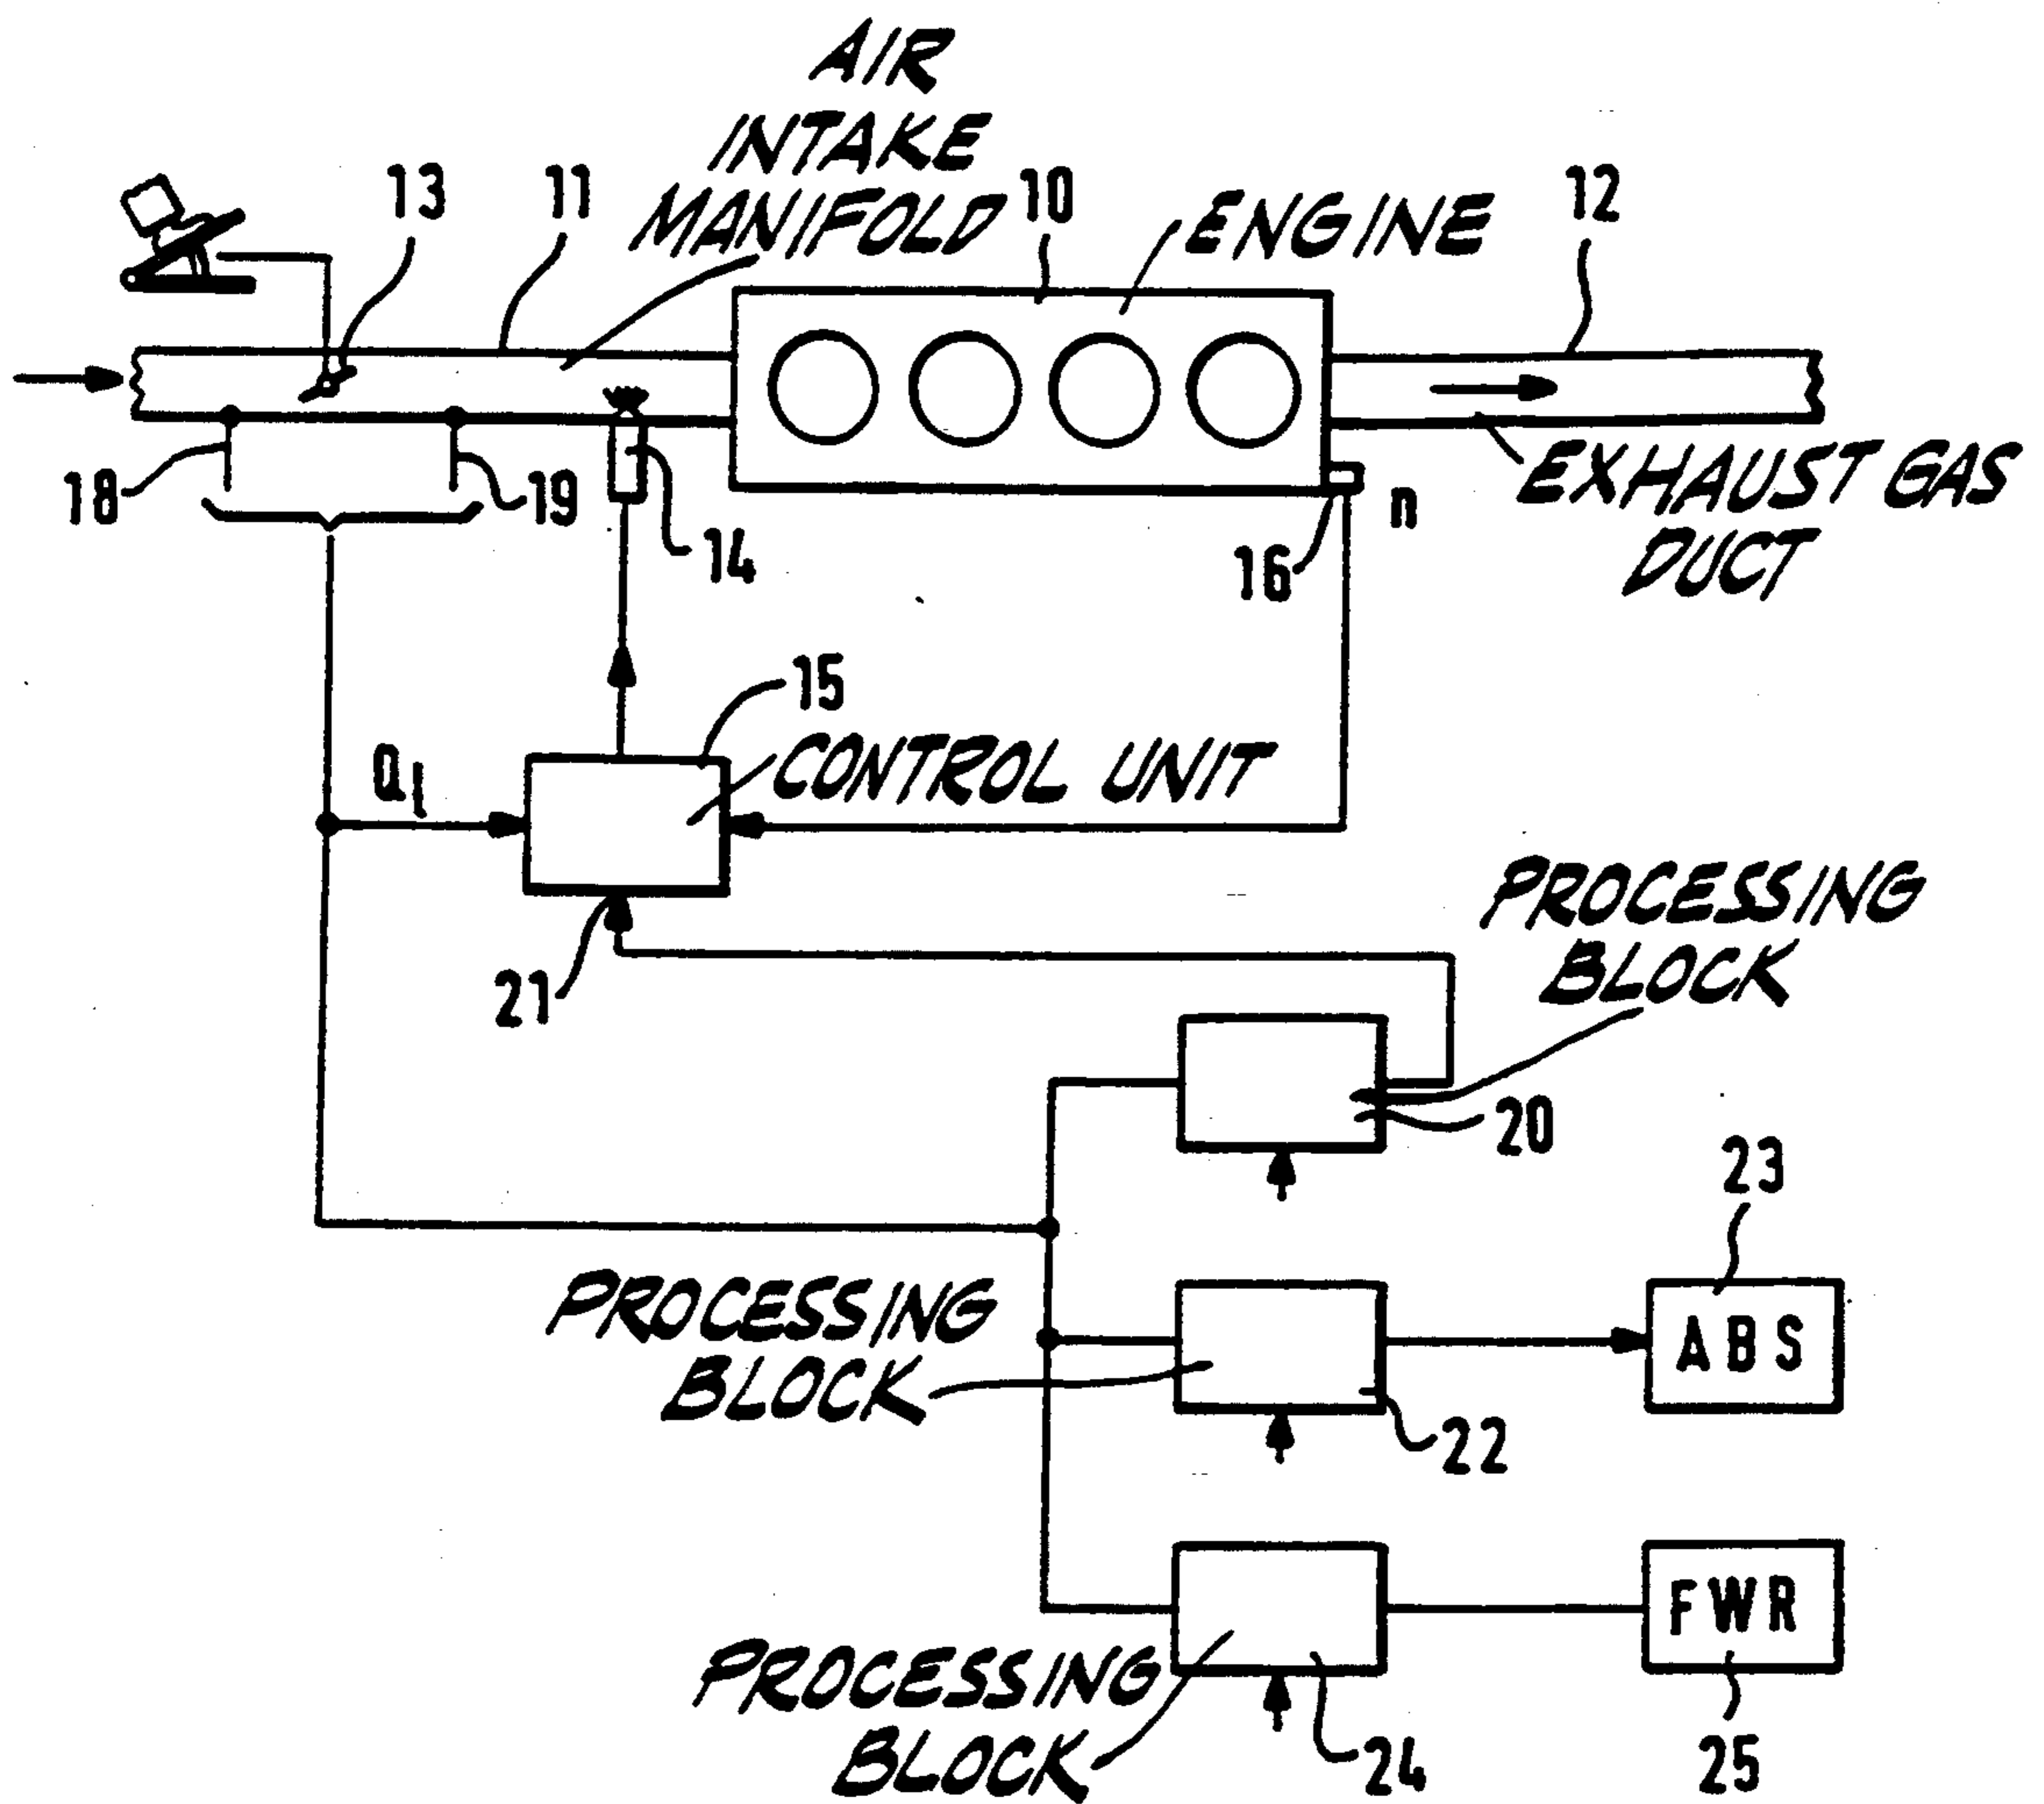 AIR
INTAKE
MANIFOLD
13
11
10
ENGINE
12
18
19
14
16
n
EXHAUST GAS
DUCT
15
CONTROL UNIT
Q1
21
PROCESSING
BLOCK
20
23
PROCESSING
BLOCK
ABS
22
FWR
PROCESSING
BLOCK
24
25